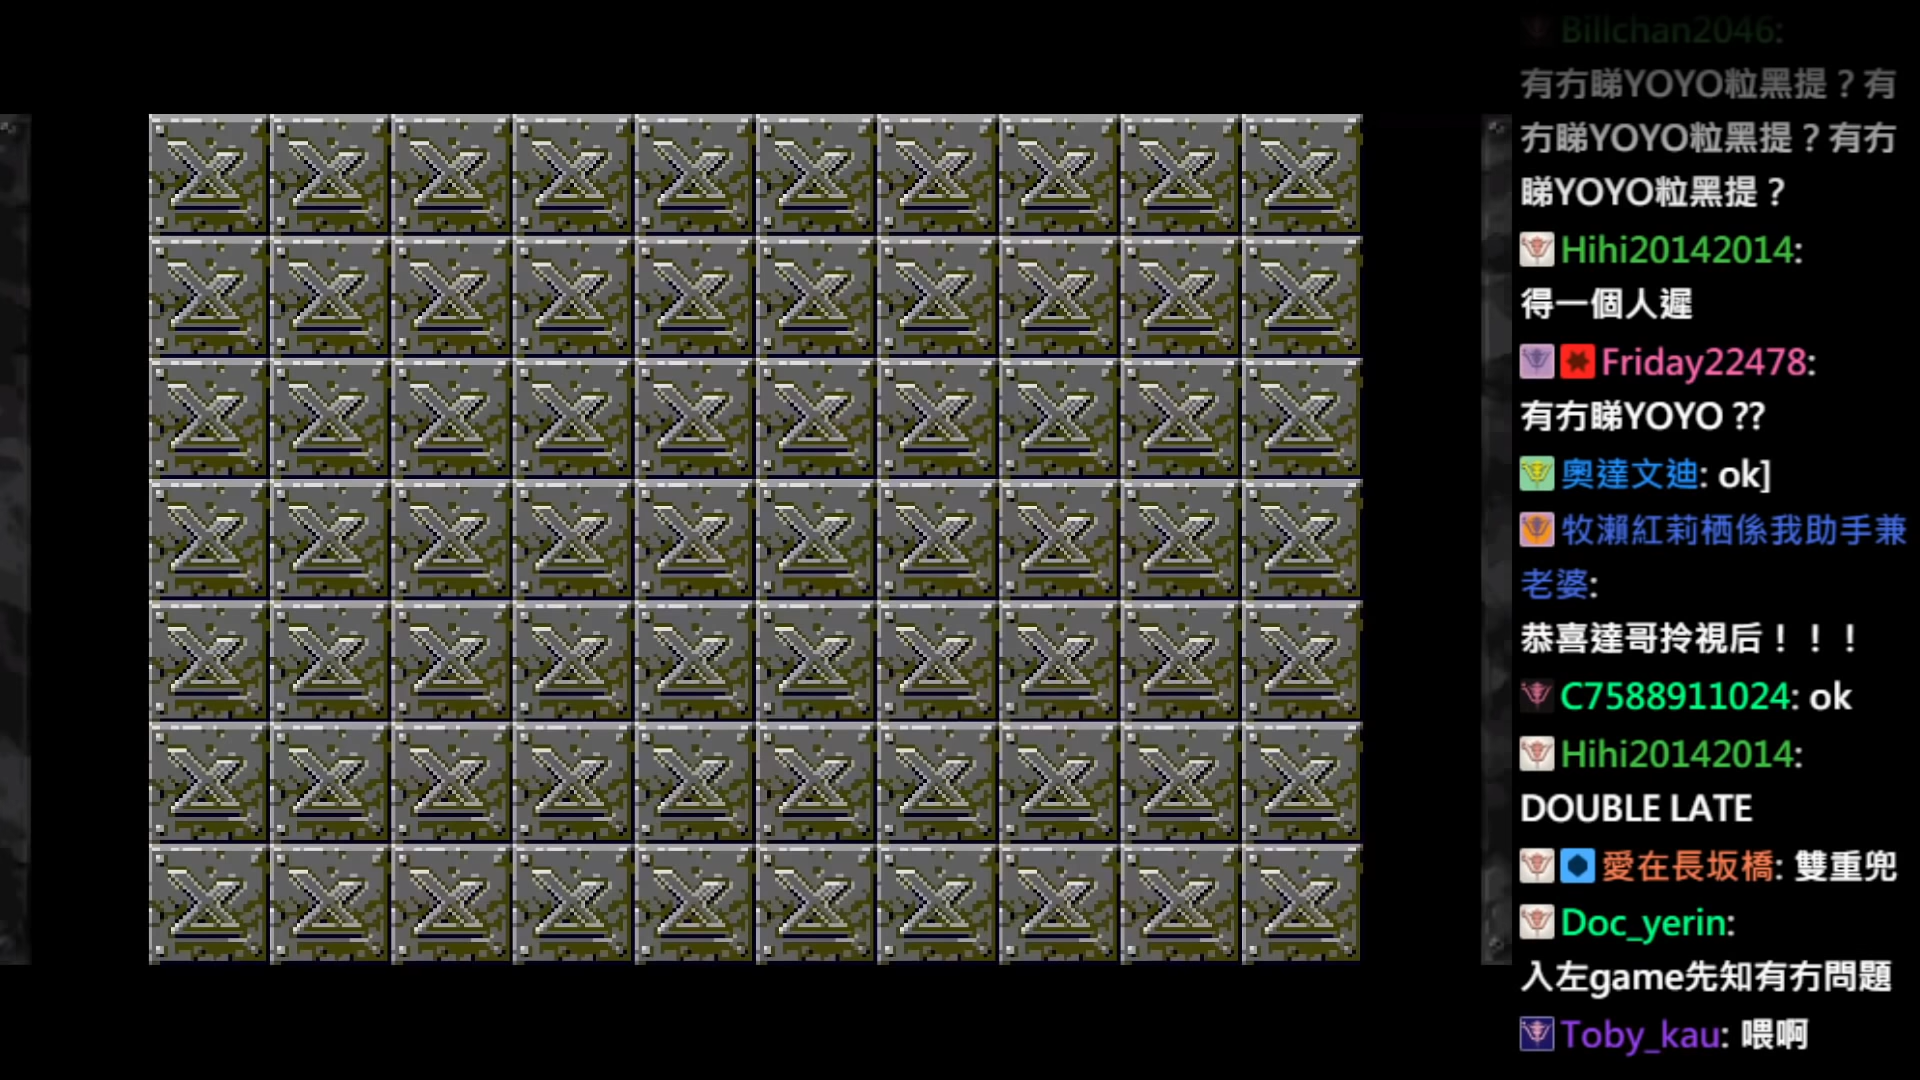 Billchan2046:
有冇睇YOYO粒黑提？有
冇睇YOYO粒黑提？有冇
睇YOYO粒黑提？
Hihi20142014:
得一個人遲
Friday22478:
有冇睇YOYO ??
奧達文迪: ok]
牧瀨紅莉栖係我助手兼
老婆:
恭喜達哥拎視后！！！
C7588911024: ok
Hihi20142014:
DOUBLE LATE
愛在長坂橋: 雙重兜
Doc_yerin:
入左game先知有冇問題
Toby_kau: 喂啊